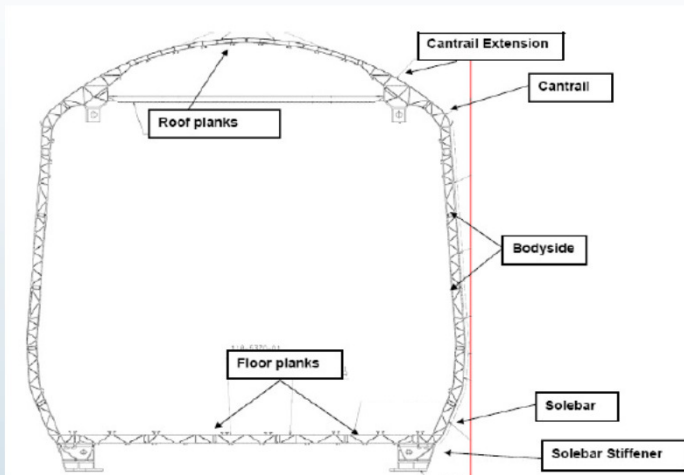 Cantrail Extension
Cantrail
Roof planks
Bodyside
Floor planks
Solebar
Solebar Stiffener